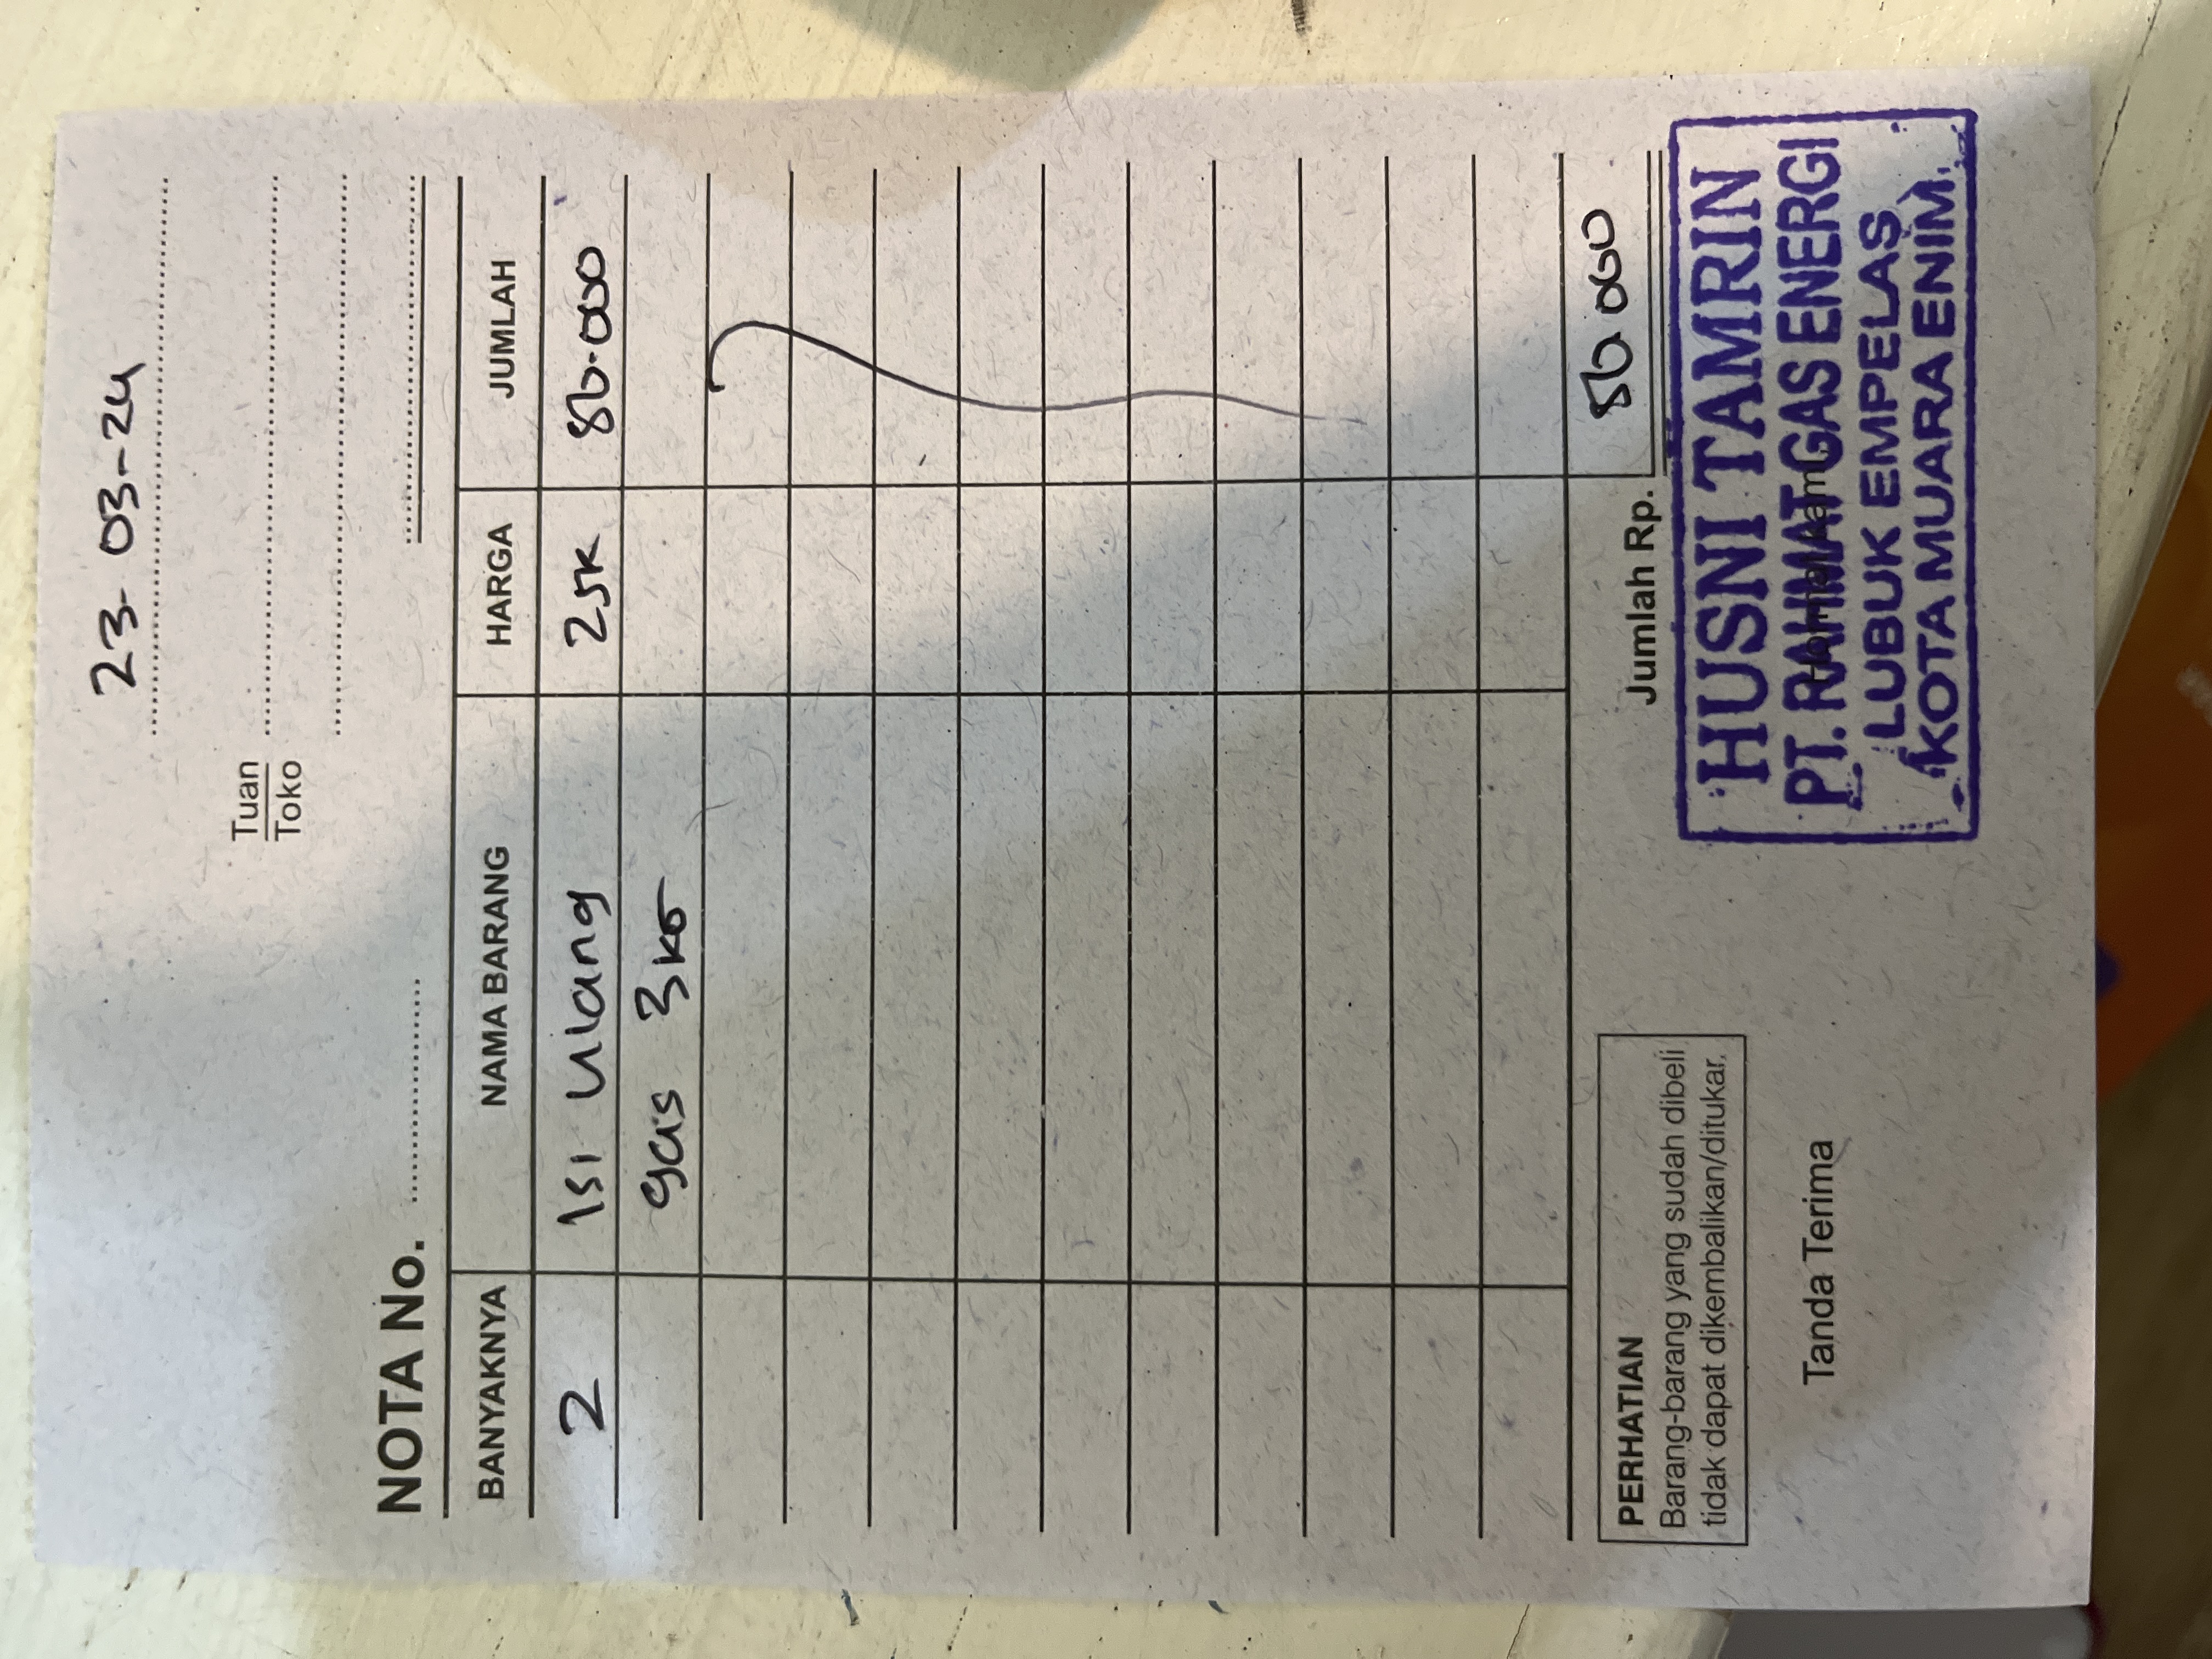 23-03-24
Tuan
Toko
NOTA No.
BANYAKNYA NAMA BARANG HARGA JUMLAH
2 Isi Ulang 25K 50.000
gas 3kg
Jumlah Rp. 50.000
PERHATIAN
Barang-barang yang sudah dibeli
tidak dapat dikembalikan/ditukar.
Tanda Terima
HUSNI TAMRIN
PT. RAHMAT GAS ENERGI
LUBUK EMPELAS
KOTA MUARA ENIM.